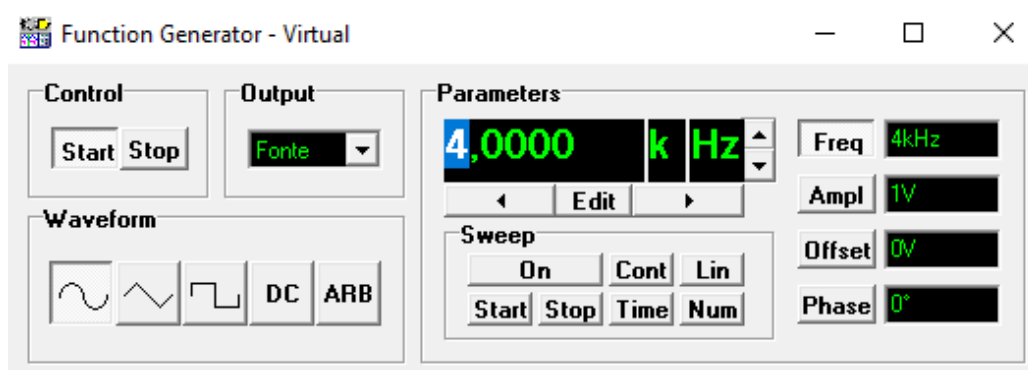 Function Generator - Virtual
Control
Start Stop
Output
Fonte
Waveform
DC ARB
Parameters
4,0000 k Hz
Edit
Sweep
On Cont Lin
Start Stop Time Num
Freq 4kHz
Ampl 1V
Offset 0V
Phase 0°